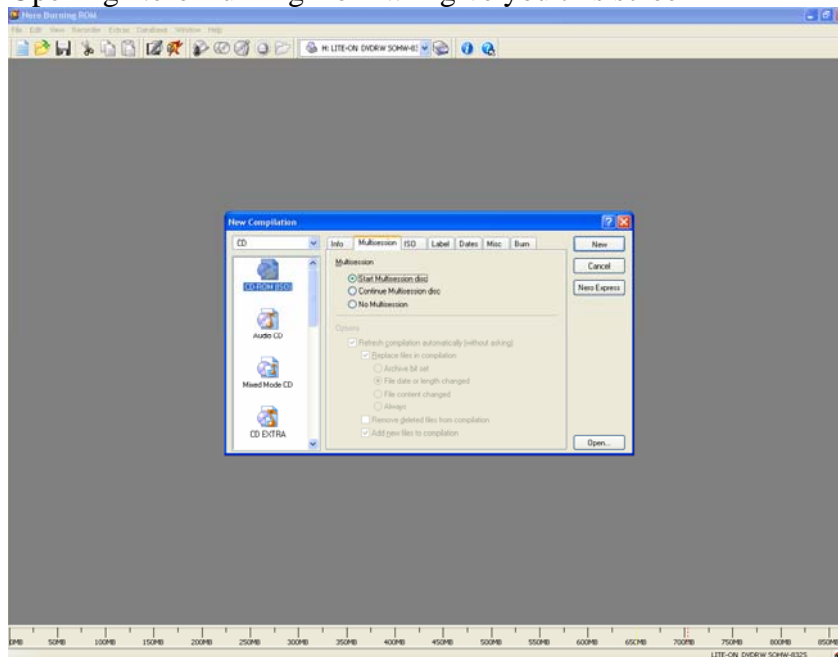 Nero Burning ROM
File Edit View Recorder Extras Database Window Help
H: LITE-ON DVDRW SOHW-83
New Compilation
CD
Info Multisession ISO Label Dates Misc Burn
New
Cancel
Nero Express
CD-ROM (ISO)
Audio CD
Mixed Mode CD
CD EXTRA
Multisession
Start Multisession disc
Continue Multisession disc
No Multisession
Options
Refresh compilation automatically (without asking)
Replace files in compilation
Archive bit set
File date or length changed
File content changed
Always
Remove deleted files from compilation
Add new files to compilation
Open...
0MB 50MB 100MB 150MB 200MB 250MB 300MB 350MB 400MB 450MB 500MB 550MB 600MB 650MB 700MB 750MB 800MB 850MB
LITE-ON DVDRW SOHW-832S